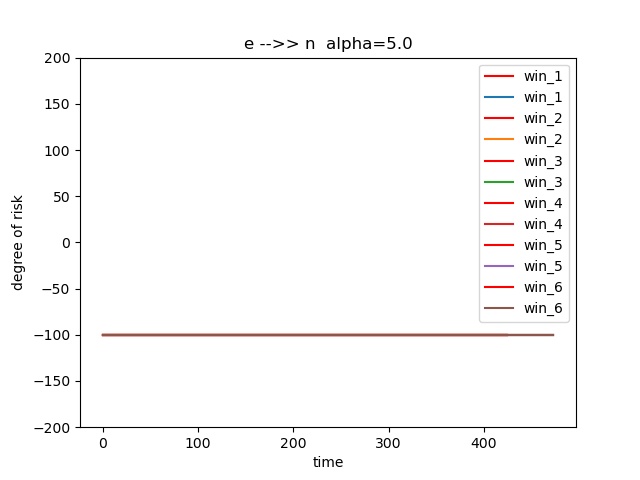 e -->> n  alpha=5.0
degree of risk
200
150
100
50
0
−50
−100
−150
−200
win_1
win_1
win_2
win_2
win_3
win_3
win_4
win_4
win_5
win_5
win_6
win_6
0 100 200 300 400
time